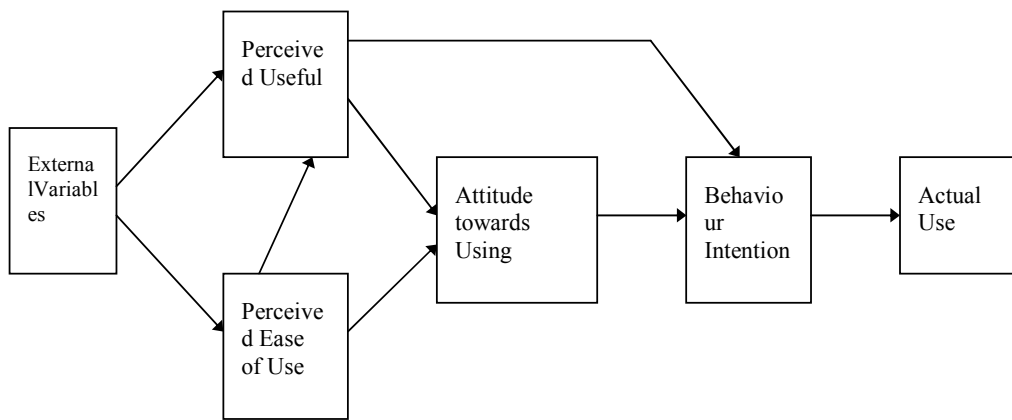 Perceive
d Useful
Externa
lVariabl
es
Attitude
towards
Using
Behavio
ur
Intention
Actual
Use
Perceive
d Ease
of Use